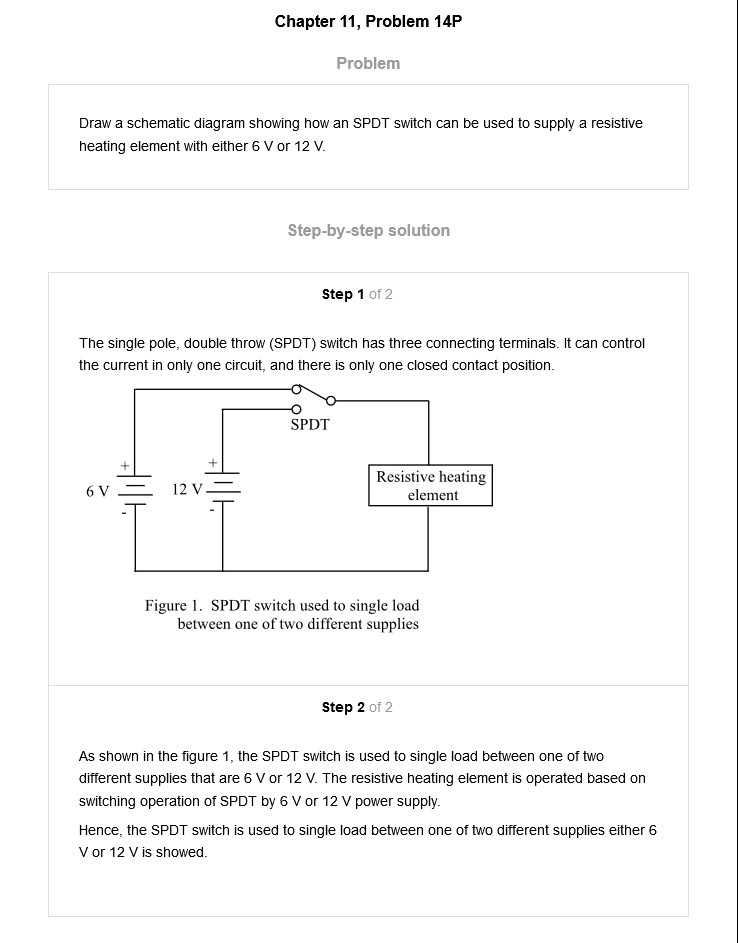 Chapter 11, Problem 14P
Problem
Draw a schematic diagram showing how an SPDT switch can be used to supply a resistive
heating element with either 6 V or 12 V.
Step-by-step solution
Step 1 of 2
The single pole, double throw (SPDT) switch has three connecting terminals. It can control
the current in only one circuit, and there is only one closed contact position.
SPDT
+
+
6 V
12 V
-
-
Resistive heating
element
Figure 1. SPDT switch used to single load
between one of two different supplies
Step 2 of 2
As shown in the figure 1, the SPDT switch is used to single load between one of two
different supplies that are 6 V or 12 V. The resistive heating element is operated based on
switching operation of SPDT by 6 V or 12 V power supply.
Hence, the SPDT switch is used to single load between one of two different supplies either 6
V or 12 V is showed.